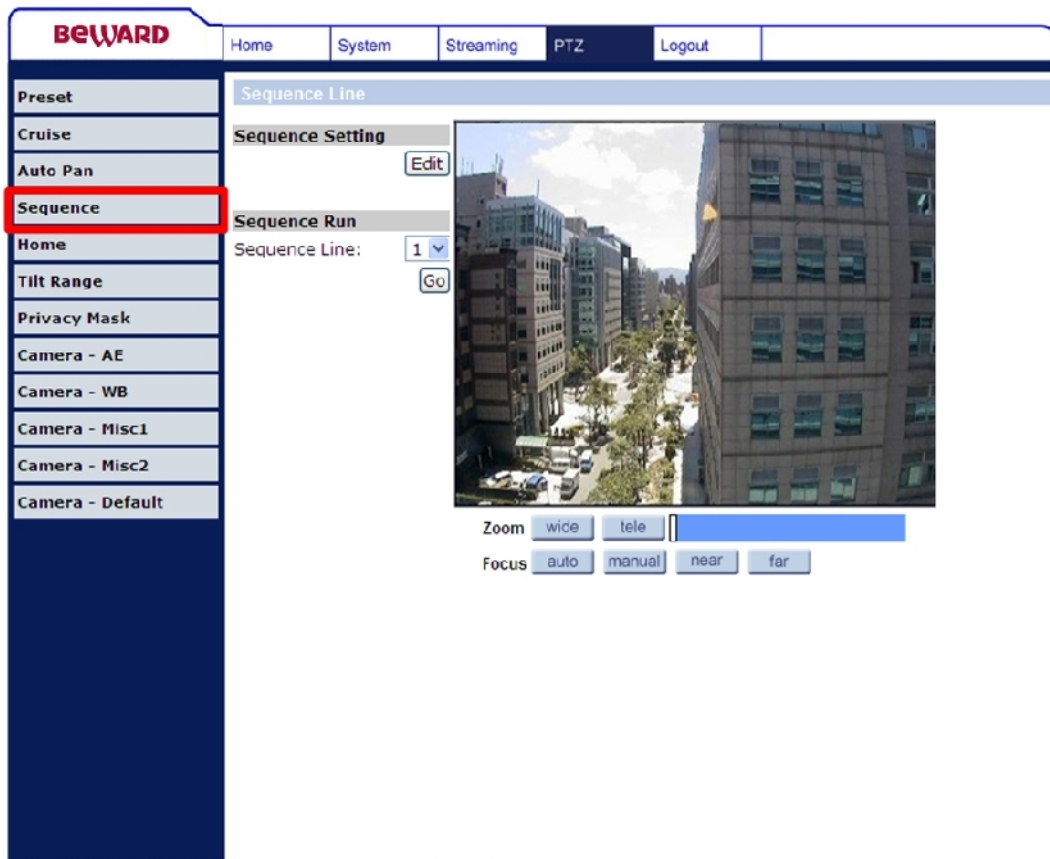 BEWARD
Home System Streaming PTZ Logout
Preset
Cruise
Auto Pan
Sequence
Home
Tilt Range
Privacy Mask
Camera - AE
Camera - WB
Camera - Misc1
Camera - Misc2
Camera - Default
Sequence Line
Sequence Setting
Edit
Sequence Run
Sequence Line: 1
Go
Zoom wide tele
Focus auto manual near far